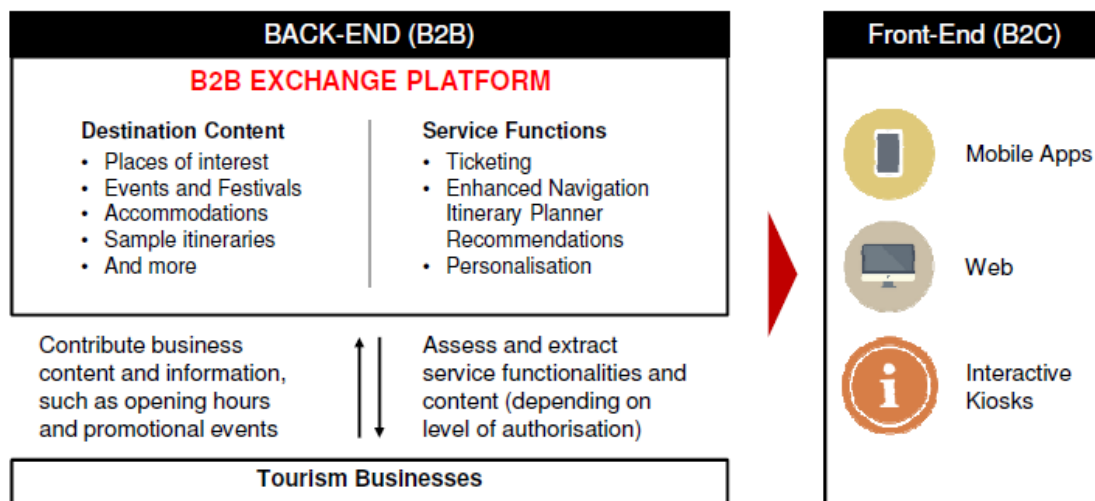 BACK-END (B2B)
B2B EXCHANGE PLATFORM
Destination Content
• Places of interest
• Events and Festivals
• Accommodations
• Sample itineraries
• And more
Service Functions
• Ticketing
• Enhanced Navigation
Itinerary Planner
Recommendations
• Personalisation
Contribute business
content and information,
such as opening hours
and promotional events
Assess and extract
service functionalities and
content (depending on
level of authorisation)
Tourism Businesses
Front-End (B2C)
Mobile Apps
Web
Interactive
Kiosks